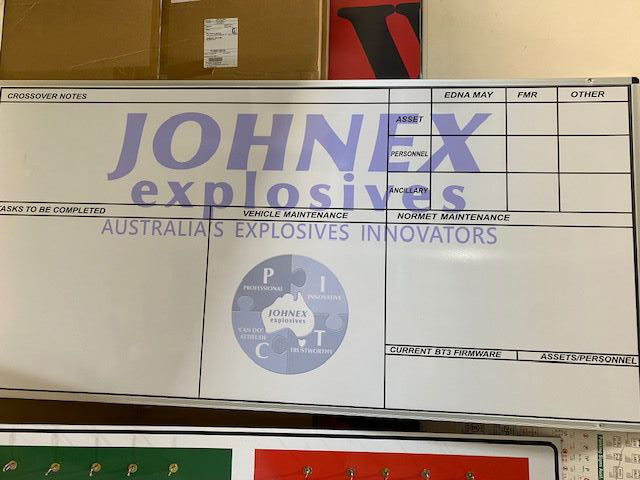 CROSSOVER NOTES
EDNA MAY FMR OTHER
ASSET
PERSONNEL
ANCILLARY
JOHNEX
explosives
TASKS TO BE COMPLETED VEHICLE MAINTENANCE NORMET MAINTENANCE
AUSTRALIA'S EXPLOSIVES INNOVATORS
P
PROFESSIONAL
I
INNOVATIVE
JOHNEX
explosives
'CAN DO'
ATTITUDE
C
T
TRUSTWORTHY
CURRENT BT3 FIRMWARE ASSETS/PERSONNEL